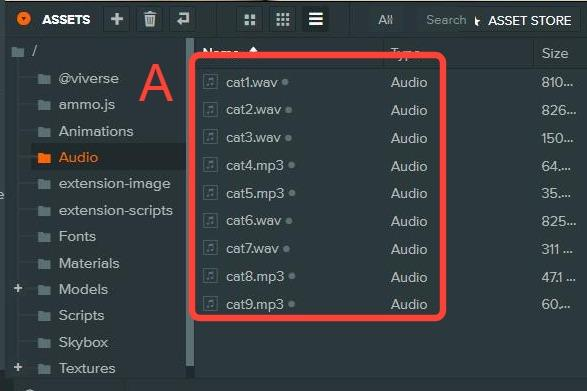 ASSETS All Search ASSET STORE
/
Name Type Size
@viverse
ammo.js
Animations
Audio
extension-image
extension-scripts
Fonts
Materials
Models
Scripts
Skybox
Textures
A
cat1.wav Audio 810...
cat2.wav Audio 826...
cat3.wav Audio 150...
cat4.mp3 Audio 64....
cat5.mp3 Audio 35....
cat6.wav Audio 825...
cat7.wav Audio 311 ...
cat8.mp3 Audio 47.1 ...
cat9.mp3 Audio 60....